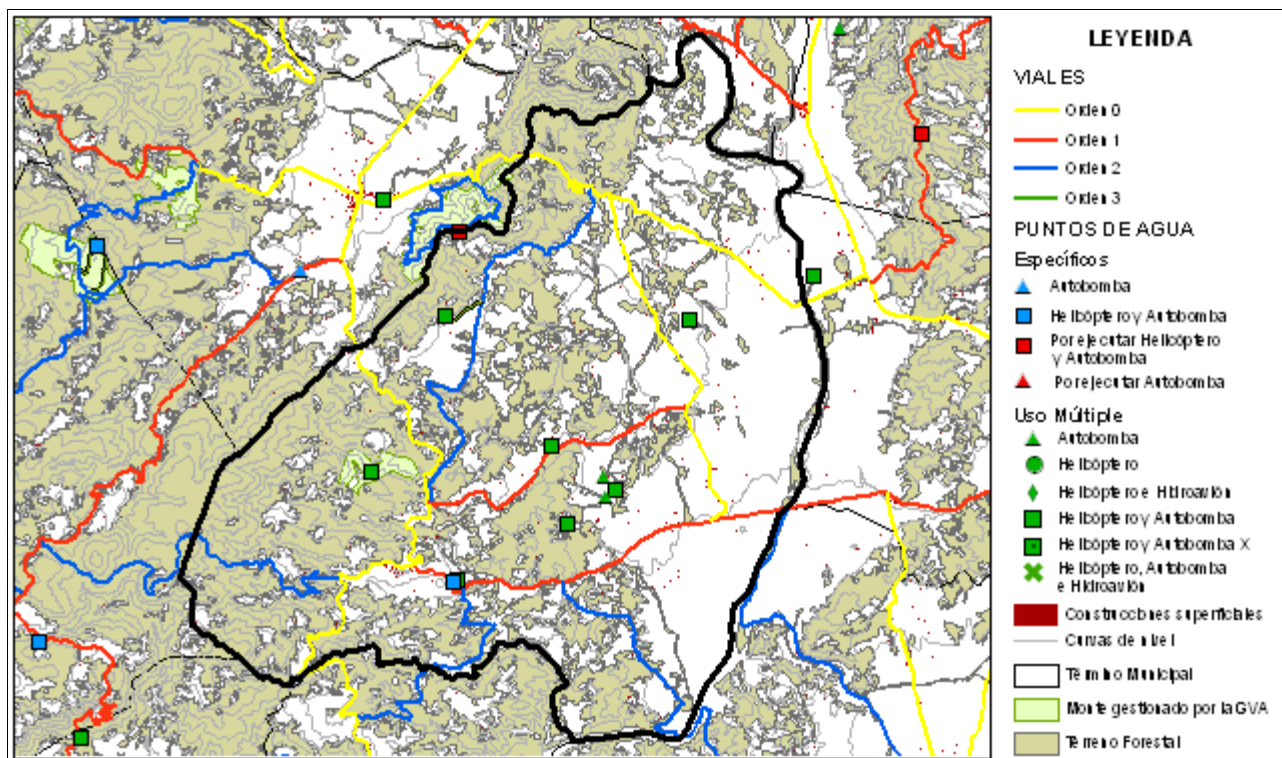 LEYENDA
VIALES
Orden 0
Orden 1
Orden 2
Orden 3
PUNTOS DE AGUA
Específicos
Autobomba
Helicóptero y Autobomba
Por ejecutar Helicóptero
y Autobomba
Por ejecutar Autobomba
Uso Múltiple
Autobomba
Helicóptero
Helicóptero e Hidroavión
Helicóptero y Autobomba
Helicóptero y Autobomba X
Helicóptero, Autobomba
e Hidroavión
Construcciones superficiales
Curvas de nivel
Término Municipal
Monte gestionado por la GVA
Terreno Forestal